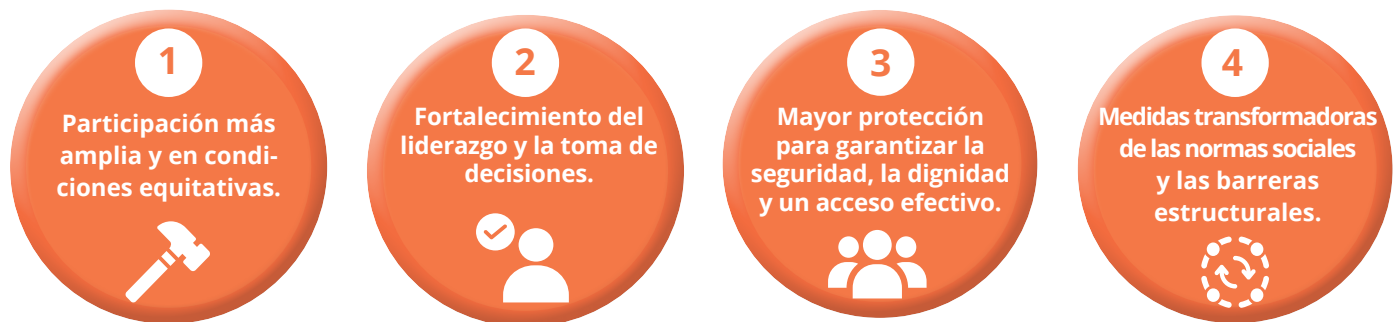 1
Participación más
amplia y en condi-
ciones equitativas.
2
Fortalecimiento del
liderazgo y la toma de
decisiones.
3
Mayor protección
para garantizar la
seguridad, la dignidad
y un acceso efectivo.
4
Medidas transformadoras
de las normas sociales
y las barreras
estructurales.